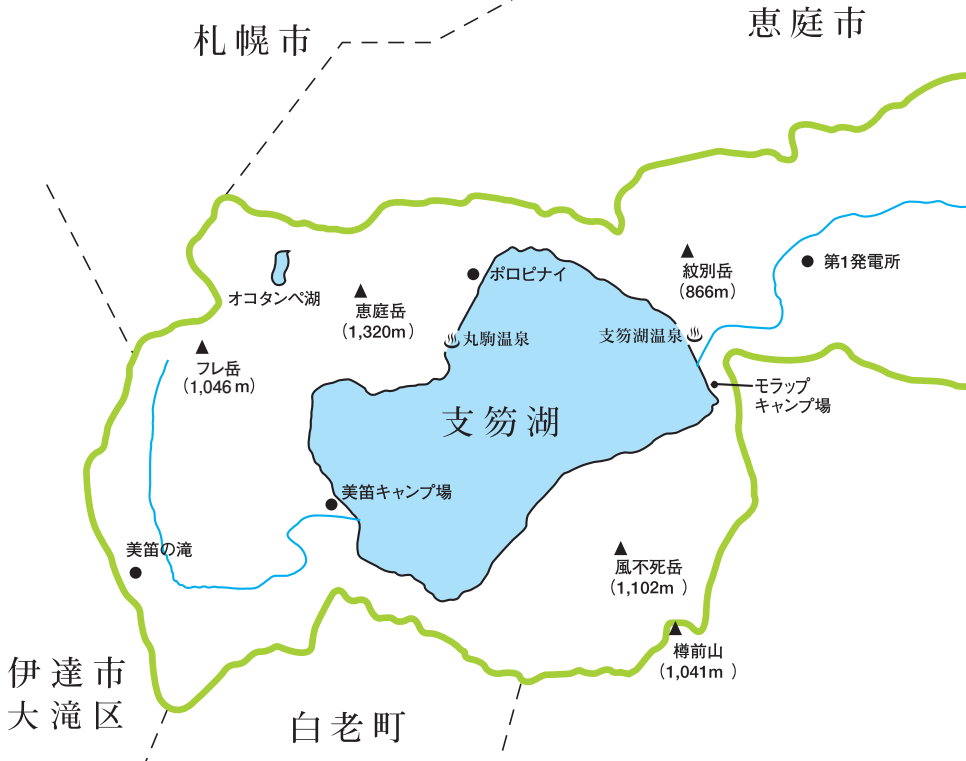 札幌市
恵庭市
紋別岳
(866m)
第1発電所
ポロピナイ
オコタンペ湖
恵庭岳
(1,320m)
丸駒温泉
支笏湖温泉
フレ岳
(1,046m)
モラップ
キャンプ場
支笏湖
美笛キャンプ場
美笛の滝
風不死岳
(1,102m)
樽前山
(1,041m)
伊達市
大滝区
白老町